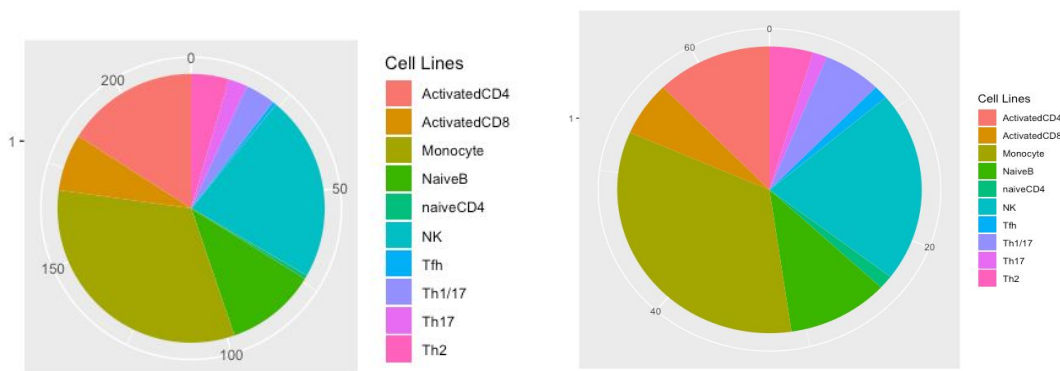 0
200
1
50
150
100
Cell Lines
ActivatedCD4
ActivatedCD8
Monocyte
NaiveB
naiveCD4
NK
Tfh
Th1/17
Th17
Th2
0
60
1
20
40
Cell Lines
ActivatedCD4
ActivatedCD8
Monocyte
NaiveB
naiveCD4
NK
Tfh
Th1/17
Th17
Th2